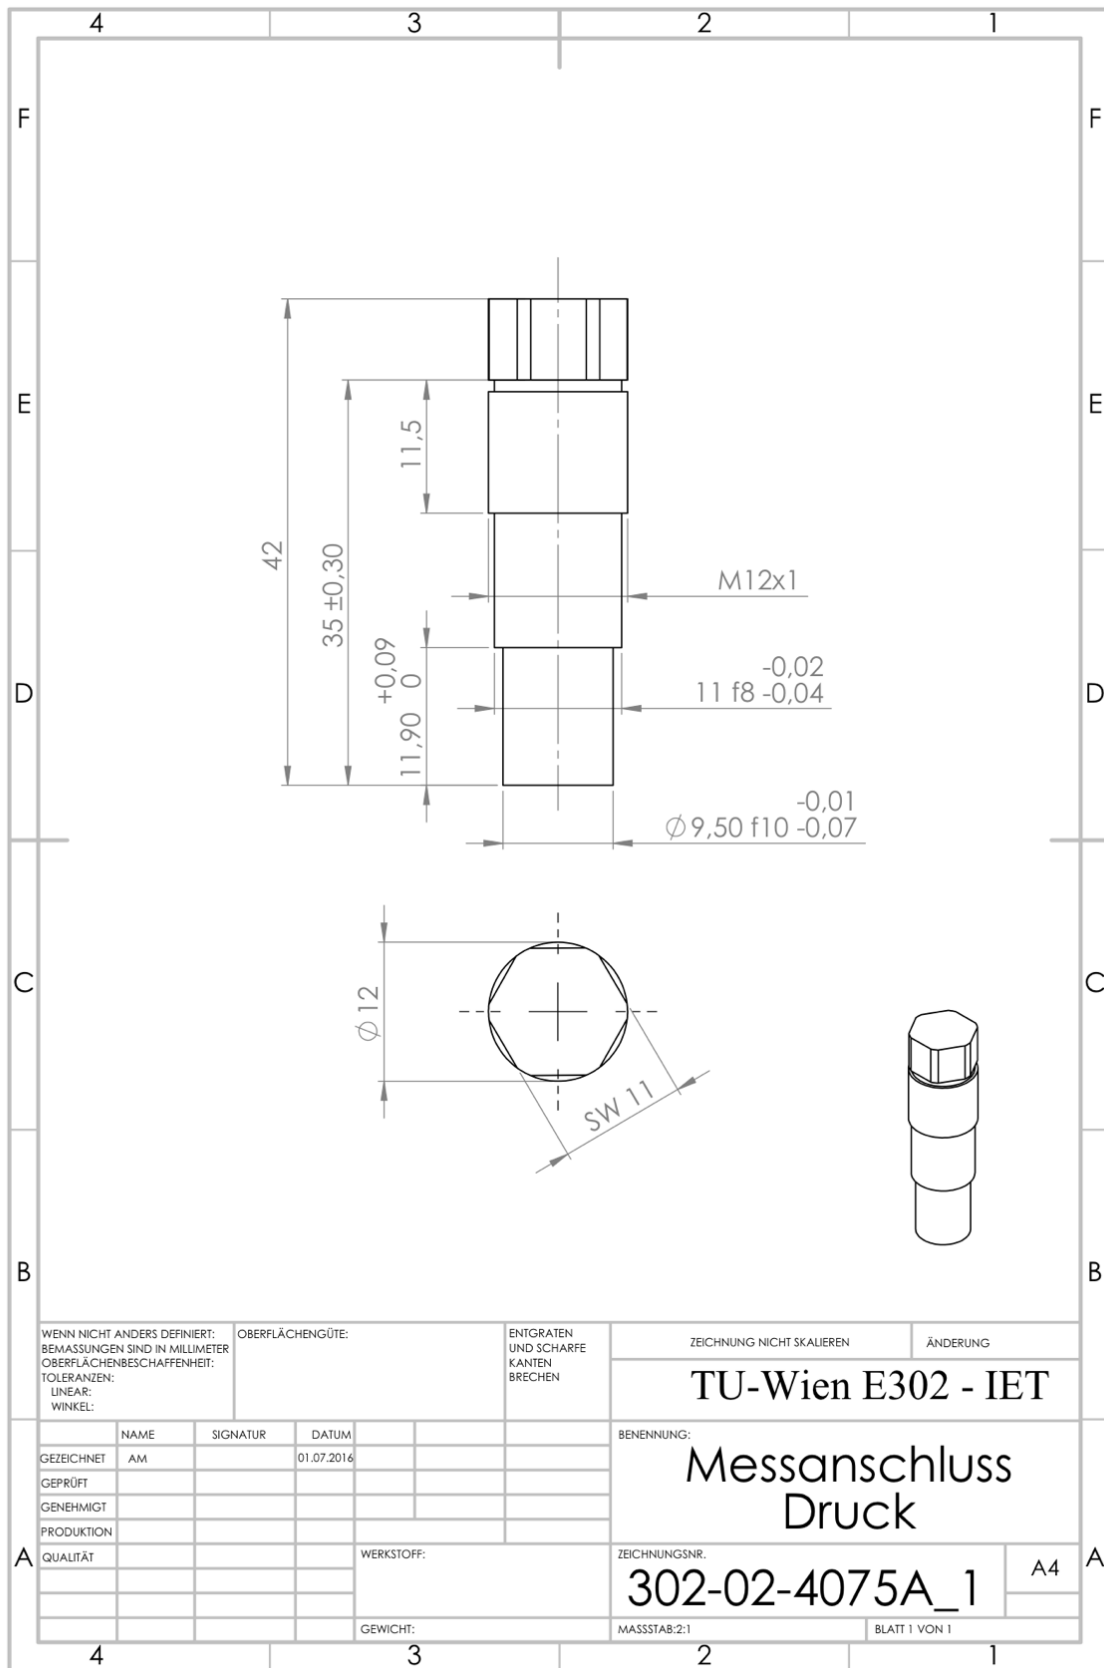 4 3 2 1
F F
E E
D D
C C
B B
A A
42
35 ±0,30
11,5
+0,09
11,90 0
M12x1
-0,02
11 f8 -0,04
-0,01
∅9,50 f10 -0,07
∅12
SW 11
WENN NICHT ANDERS DEFINIERT:
BEMASSUNGEN SIND IN MILLIMETER
OBERFLÄCHENBESCHAFFENHEIT:
TOLERANZEN:
LINEAR:
WINKEL:
OBERFLÄCHENGÜTE:
ENTGRATEN
UND SCHARFE
KANTEN
BRECHEN
ZEICHNUNG NICHT SKALIEREN
ÄNDERUNG
TU-Wien E302 - IET
NAME SIGNATUR DATUM
GEZEICHNET AM 01.07.2016
GEPRÜFT
GENEHMIGT
PRODUKTION
QUALITÄT
BENENNUNG:
Messanschluss
Druck
WERKSTOFF:
GEWICHT:
ZEICHNUNGSNR.
302-02-4075A_1
A4
MASSSTAB:2:1
BLATT 1 VON 1
4 3 2 1